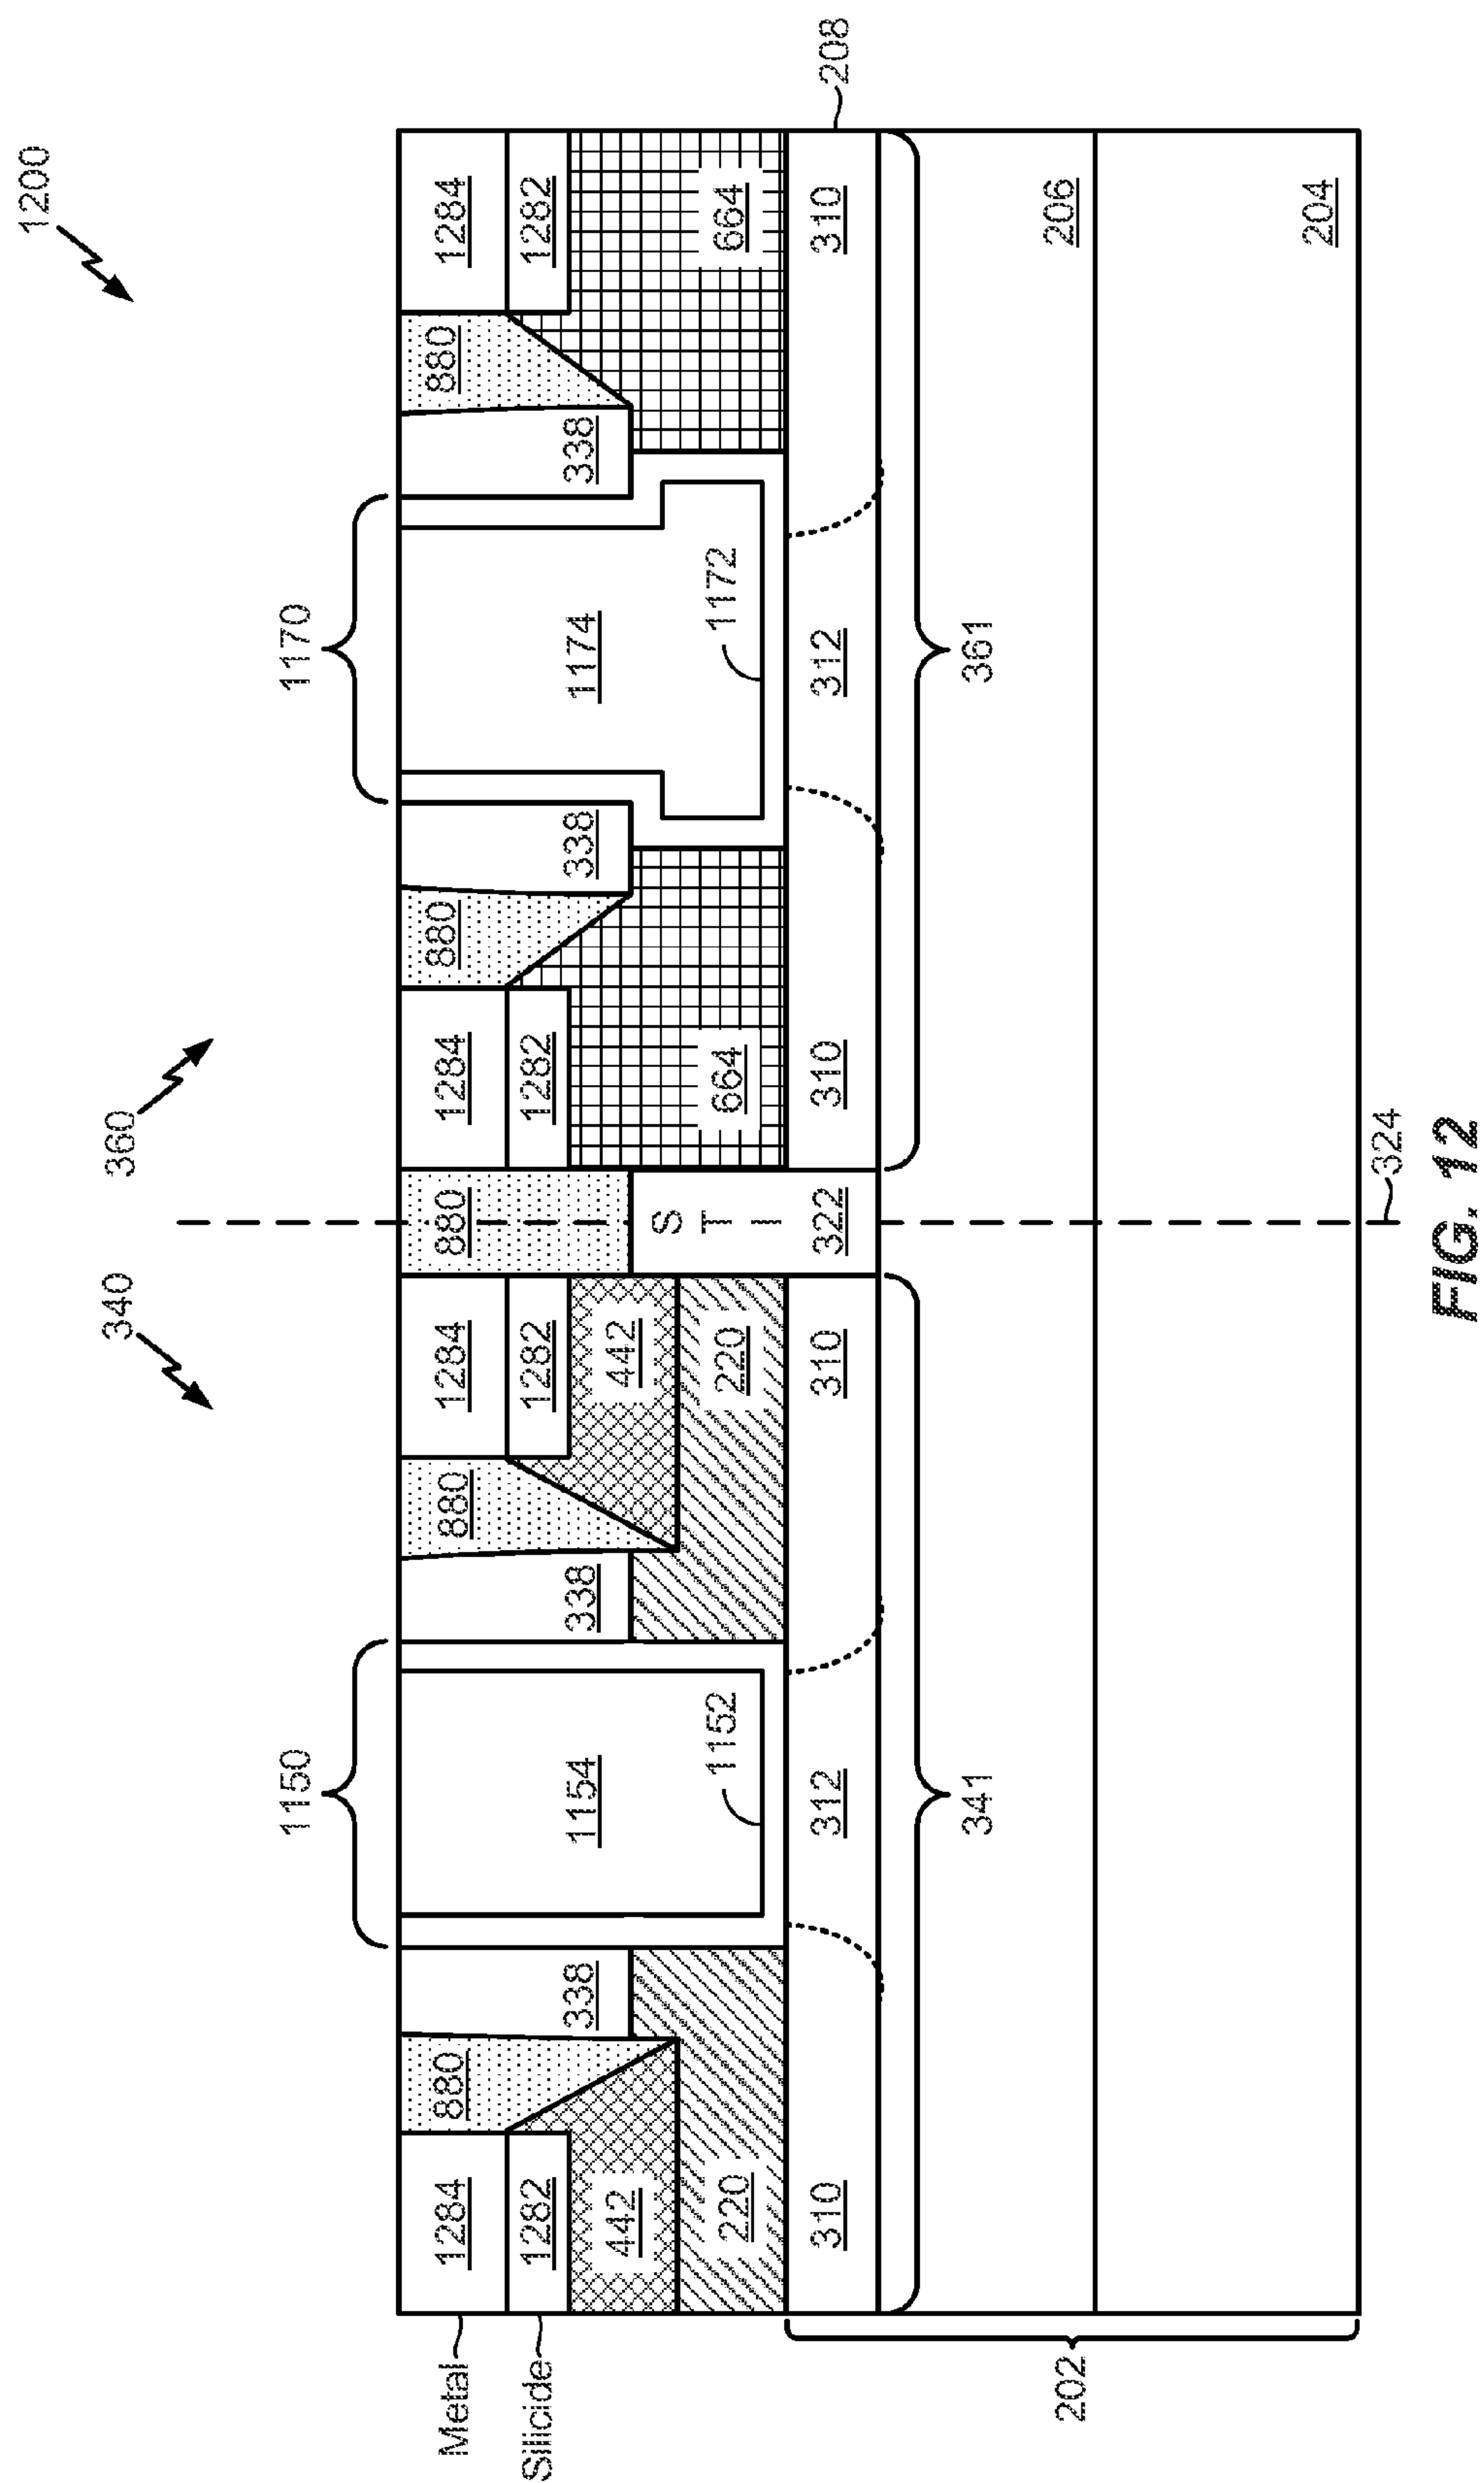 1200
340 360
1150 1170
Metal 1284 880 880 1284 880 1284 880 880 1284
Silicide 1282 1282 1282 1282
338 1154 338 338 1174 338
442 442
S
T
I
1152 1172
220 220 664 664
310 312 310 322 310 312 310 208
341 361
202 206
204
324
FIG. 12